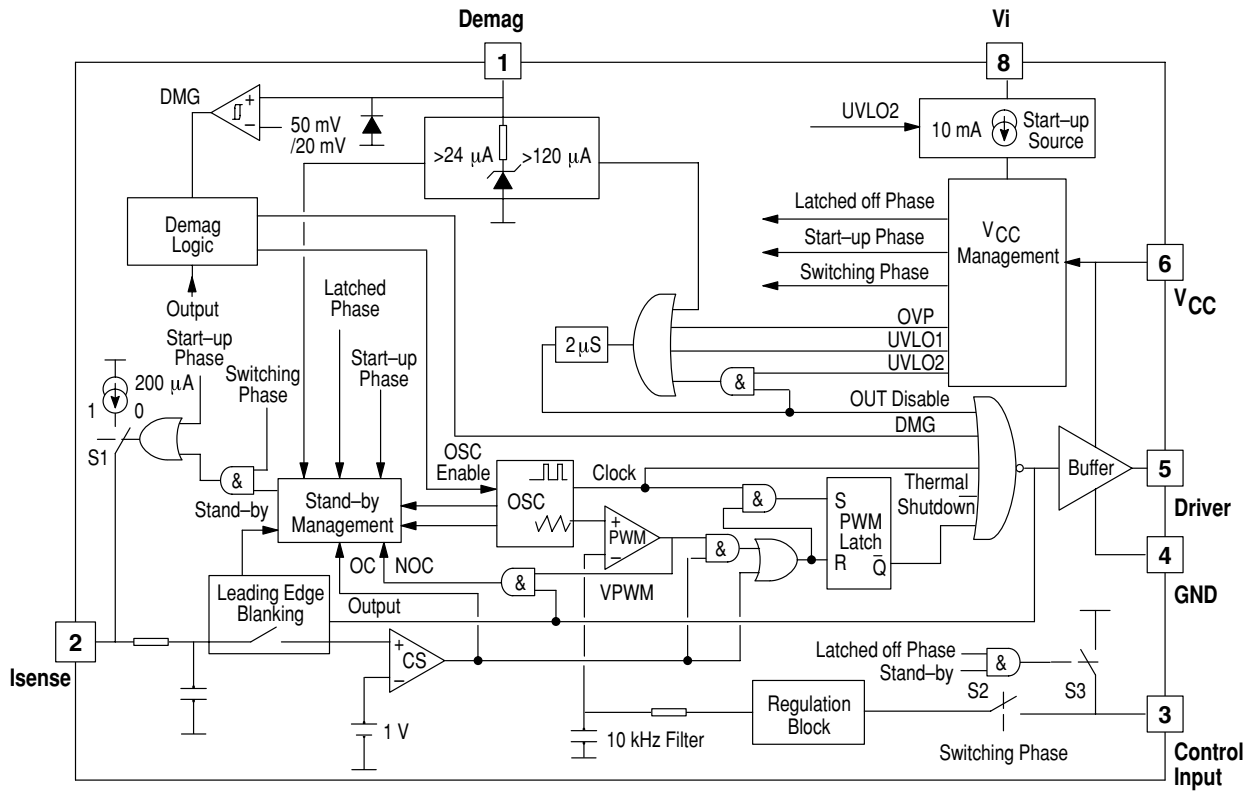 Demag
Vi
1
8
DMG
+
−
50 mV
/20 mV
UVLO2
10 mA
Start–up
Source
>24 μA
>120 μA
Demag
Logic
Latched off Phase
Start–up Phase
Switching Phase
VCC
Management
6
VCC
Output
Latched
Phase
OVP
UVLO1
UVLO2
2 μS
&
Start–up
Phase
Switching
Phase
Start–up
Phase
200 μA
1
0
S1
OUT Disable
DMG
OSC
Enable
Clock
&
Stand–by
Stand–by
Management
OSC
+
PWM
−
&
&
S
PWM
Latch
R
Q
Thermal
Shutdown
Buffer
5
Driver
4
GND
OC
NOC
&
VPWM
Leading Edge
Blanking
Output
2
Isense
+
CS
−
1 V
Latched off Phase
Stand–by
&
S2
S3
Regulation
Block
3
10 kHz Filter
Switching Phase
Control
Input